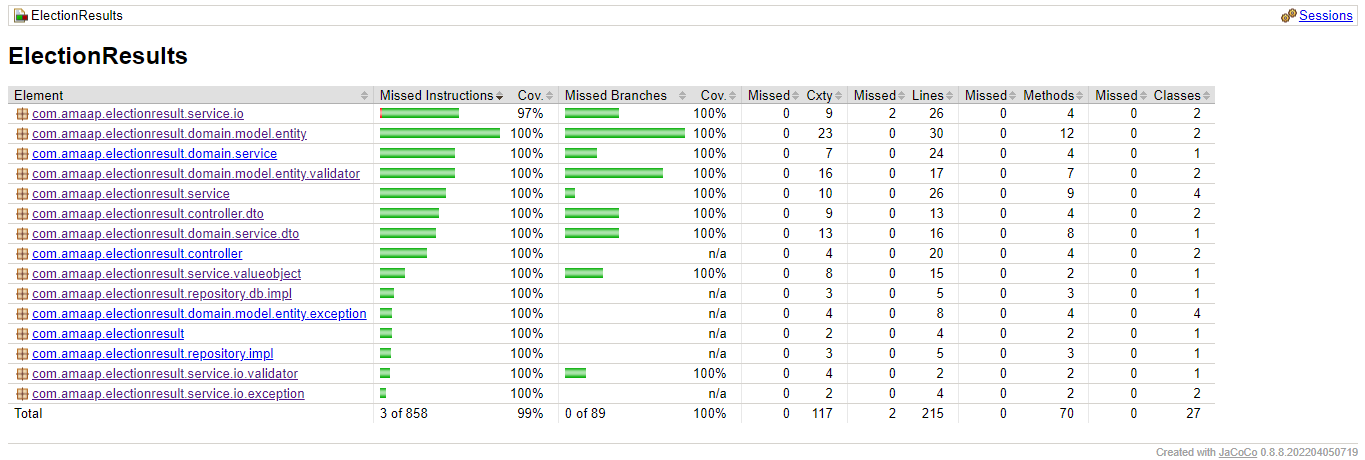 ElectionResults Sessions
ElectionResults
Element Missed Instructions Cov. Missed Branches Cov. Missed Cxty Missed Lines Missed Methods Missed Classes
com.amaap.electionresult.service.io 97% 100% 0 9 2 26 0 4 0 2
com.amaap.electionresult.domain.model.entity 100% 100% 0 23 0 30 0 12 0 2
com.amaap.electionresult.domain.service 100% 100% 0 7 0 24 0 4 0 1
com.amaap.electionresult.domain.model.entity.validator 100% 100% 0 16 0 17 0 7 0 2
com.amaap.electionresult.service 100% 100% 0 10 0 26 0 9 0 4
com.amaap.electionresult.controller.dto 100% 100% 0 9 0 13 0 4 0 2
com.amaap.electionresult.domain.service.dto 100% 100% 0 13 0 16 0 8 0 1
com.amaap.electionresult.controller 100% n/a 0 4 0 20 0 4 0 2
com.amaap.electionresult.service.valueobject 100% 100% 0 8 0 15 0 2 0 1
com.amaap.electionresult.repository.db.impl 100% n/a 0 3 0 5 0 3 0 1
com.amaap.electionresult.domain.model.entity.exception 100% n/a 0 4 0 8 0 4 0 4
com.amaap.electionresult 100% n/a 0 2 0 4 0 2 0 1
com.amaap.electionresult.repository.impl 100% n/a 0 3 0 5 0 3 0 1
com.amaap.electionresult.service.io.validator 100% 100% 0 4 0 2 0 2 0 1
com.amaap.electionresult.service.io.exception 100% n/a 0 2 0 4 0 2 0 2
Total 3 of 858 99% 0 of 89 100% 0 117 2 215 0 70 0 27
Created with JaCoCo 0.8.8.202204050719